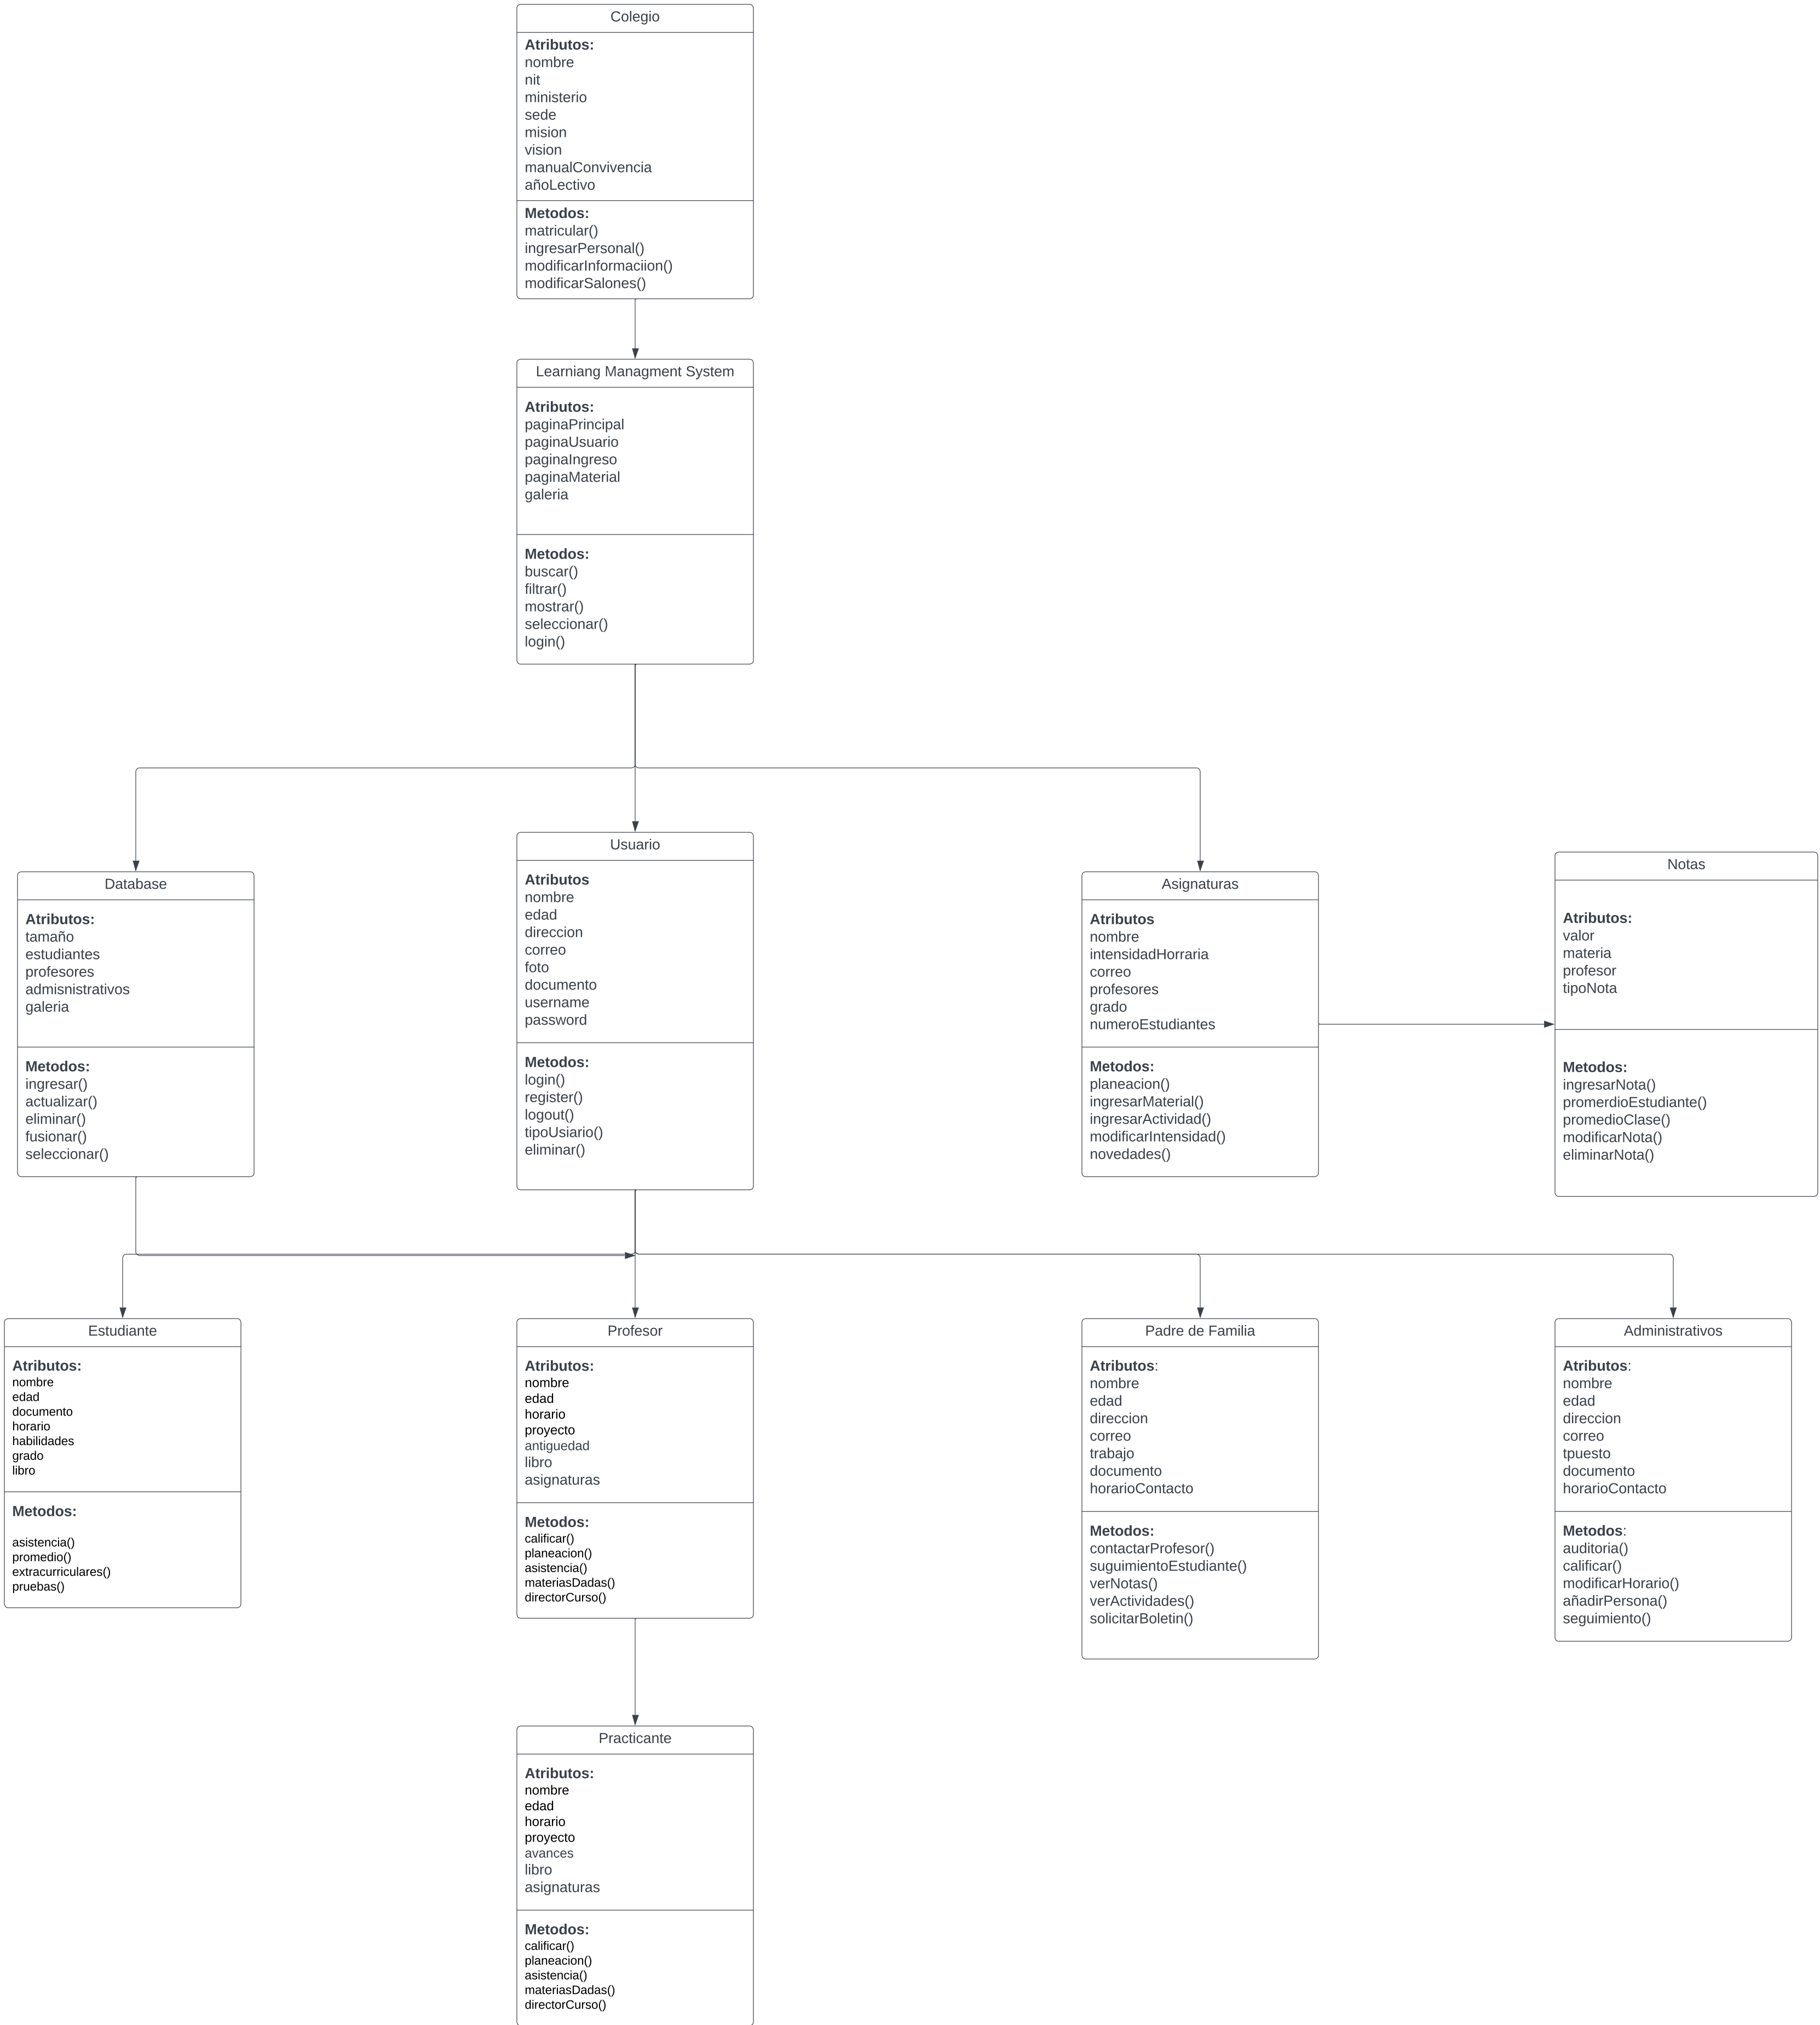 Colegio
Atributos:
nombre
nit
ministerio
sede
mision
vision
manualConvivencia
añoLectivo
Metodos:
matricular()
ingresarPersonal()
modificarInformaciion()
modificarSalones()
Learniang Managment System
Atributos:
paginaPrincipal
paginaUsuario
paginaIngreso
paginaMaterial
galeria
Metodos:
buscar()
filtrar()
mostrar()
seleccionar()
login()
Database
Atributos:
tamaño
estudiantes
profesores
admisnistrativos
galeria
Metodos:
ingresar()
actualizar()
eliminar()
fusionar()
seleccionar()
Usuario
Atributos
nombre
edad
direccion
correo
foto
documento
username
password
Metodos:
login()
register()
logout()
tipoUsiario()
eliminar()
Asignaturas
Atributos
nombre
intensidadHorraria
correo
profesores
grado
numeroEstudiantes
Metodos:
planeacion()
ingresarMaterial()
ingresarActividad()
modificarIntensidad()
novedades()
Notas
Atributos:
valor
materia
profesor
tipoNota
Metodos:
ingresarNota()
promerdioEstudiante()
promedioClase()
modificarNota()
eliminarNota()
Estudiante
Atributos:
nombre
edad
documento
horario
habilidades
grado
libro
Metodos:
asistencia()
promedio()
extracurriculares()
pruebas()
Profesor
Atributos:
nombre
edad
horario
proyecto
antiguedad
libro
asignaturas
Metodos:
calificar()
planeacion()
asistencia()
materiasDadas()
directorCurso()
Padre de Familia
Atributos:
nombre
edad
direccion
correo
trabajo
documento
horarioContacto
Metodos:
contactarProfesor()
suguimientoEstudiante()
verNotas()
verActividades()
solicitarBoletin()
Administrativos
Atributos:
nombre
edad
direccion
correo
tpuesto
documento
horarioContacto
Metodos:
auditoria()
calificar()
modificarHorario()
añadirPersona()
seguimiento()
Practicante
Atributos:
nombre
edad
horario
proyecto
avances
libro
asignaturas
Metodos:
calificar()
planeacion()
asistencia()
materiasDadas()
directorCurso()